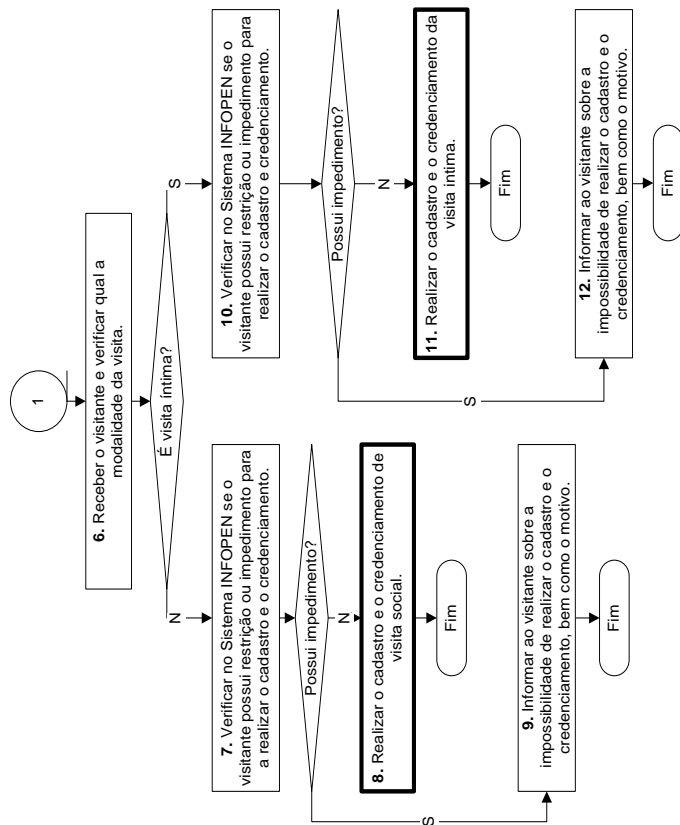 1
6. Receber o visitante e verificar qual a
modalidade da visita.
É visita íntima?
N
S
7. Verificar no Sistema INFOPEN se o
visitante possui restrição ou impedimento para
a realizar o cadastro e o credenciamento.
Possui impedimento?
N
8. Realizar o cadastro e o credenciamento de
visita social.
Fim
S
9. Informar ao visitante sobre a
impossibilidade de realizar o cadastro e o
credenciamento, bem como o motivo.
Fim
10. Verificar no Sistema INFOPEN se o
visitante possui restrição ou impedimento para
realizar o cadastro e credenciamento.
Possui impedimento?
N
11. Realizar o cadastro e o credenciamento da
visita íntima.
Fim
S
12. Informar ao visitante sobre a
impossibilidade de realizar o cadastro e o
credenciamento, bem como o motivo.
Fim